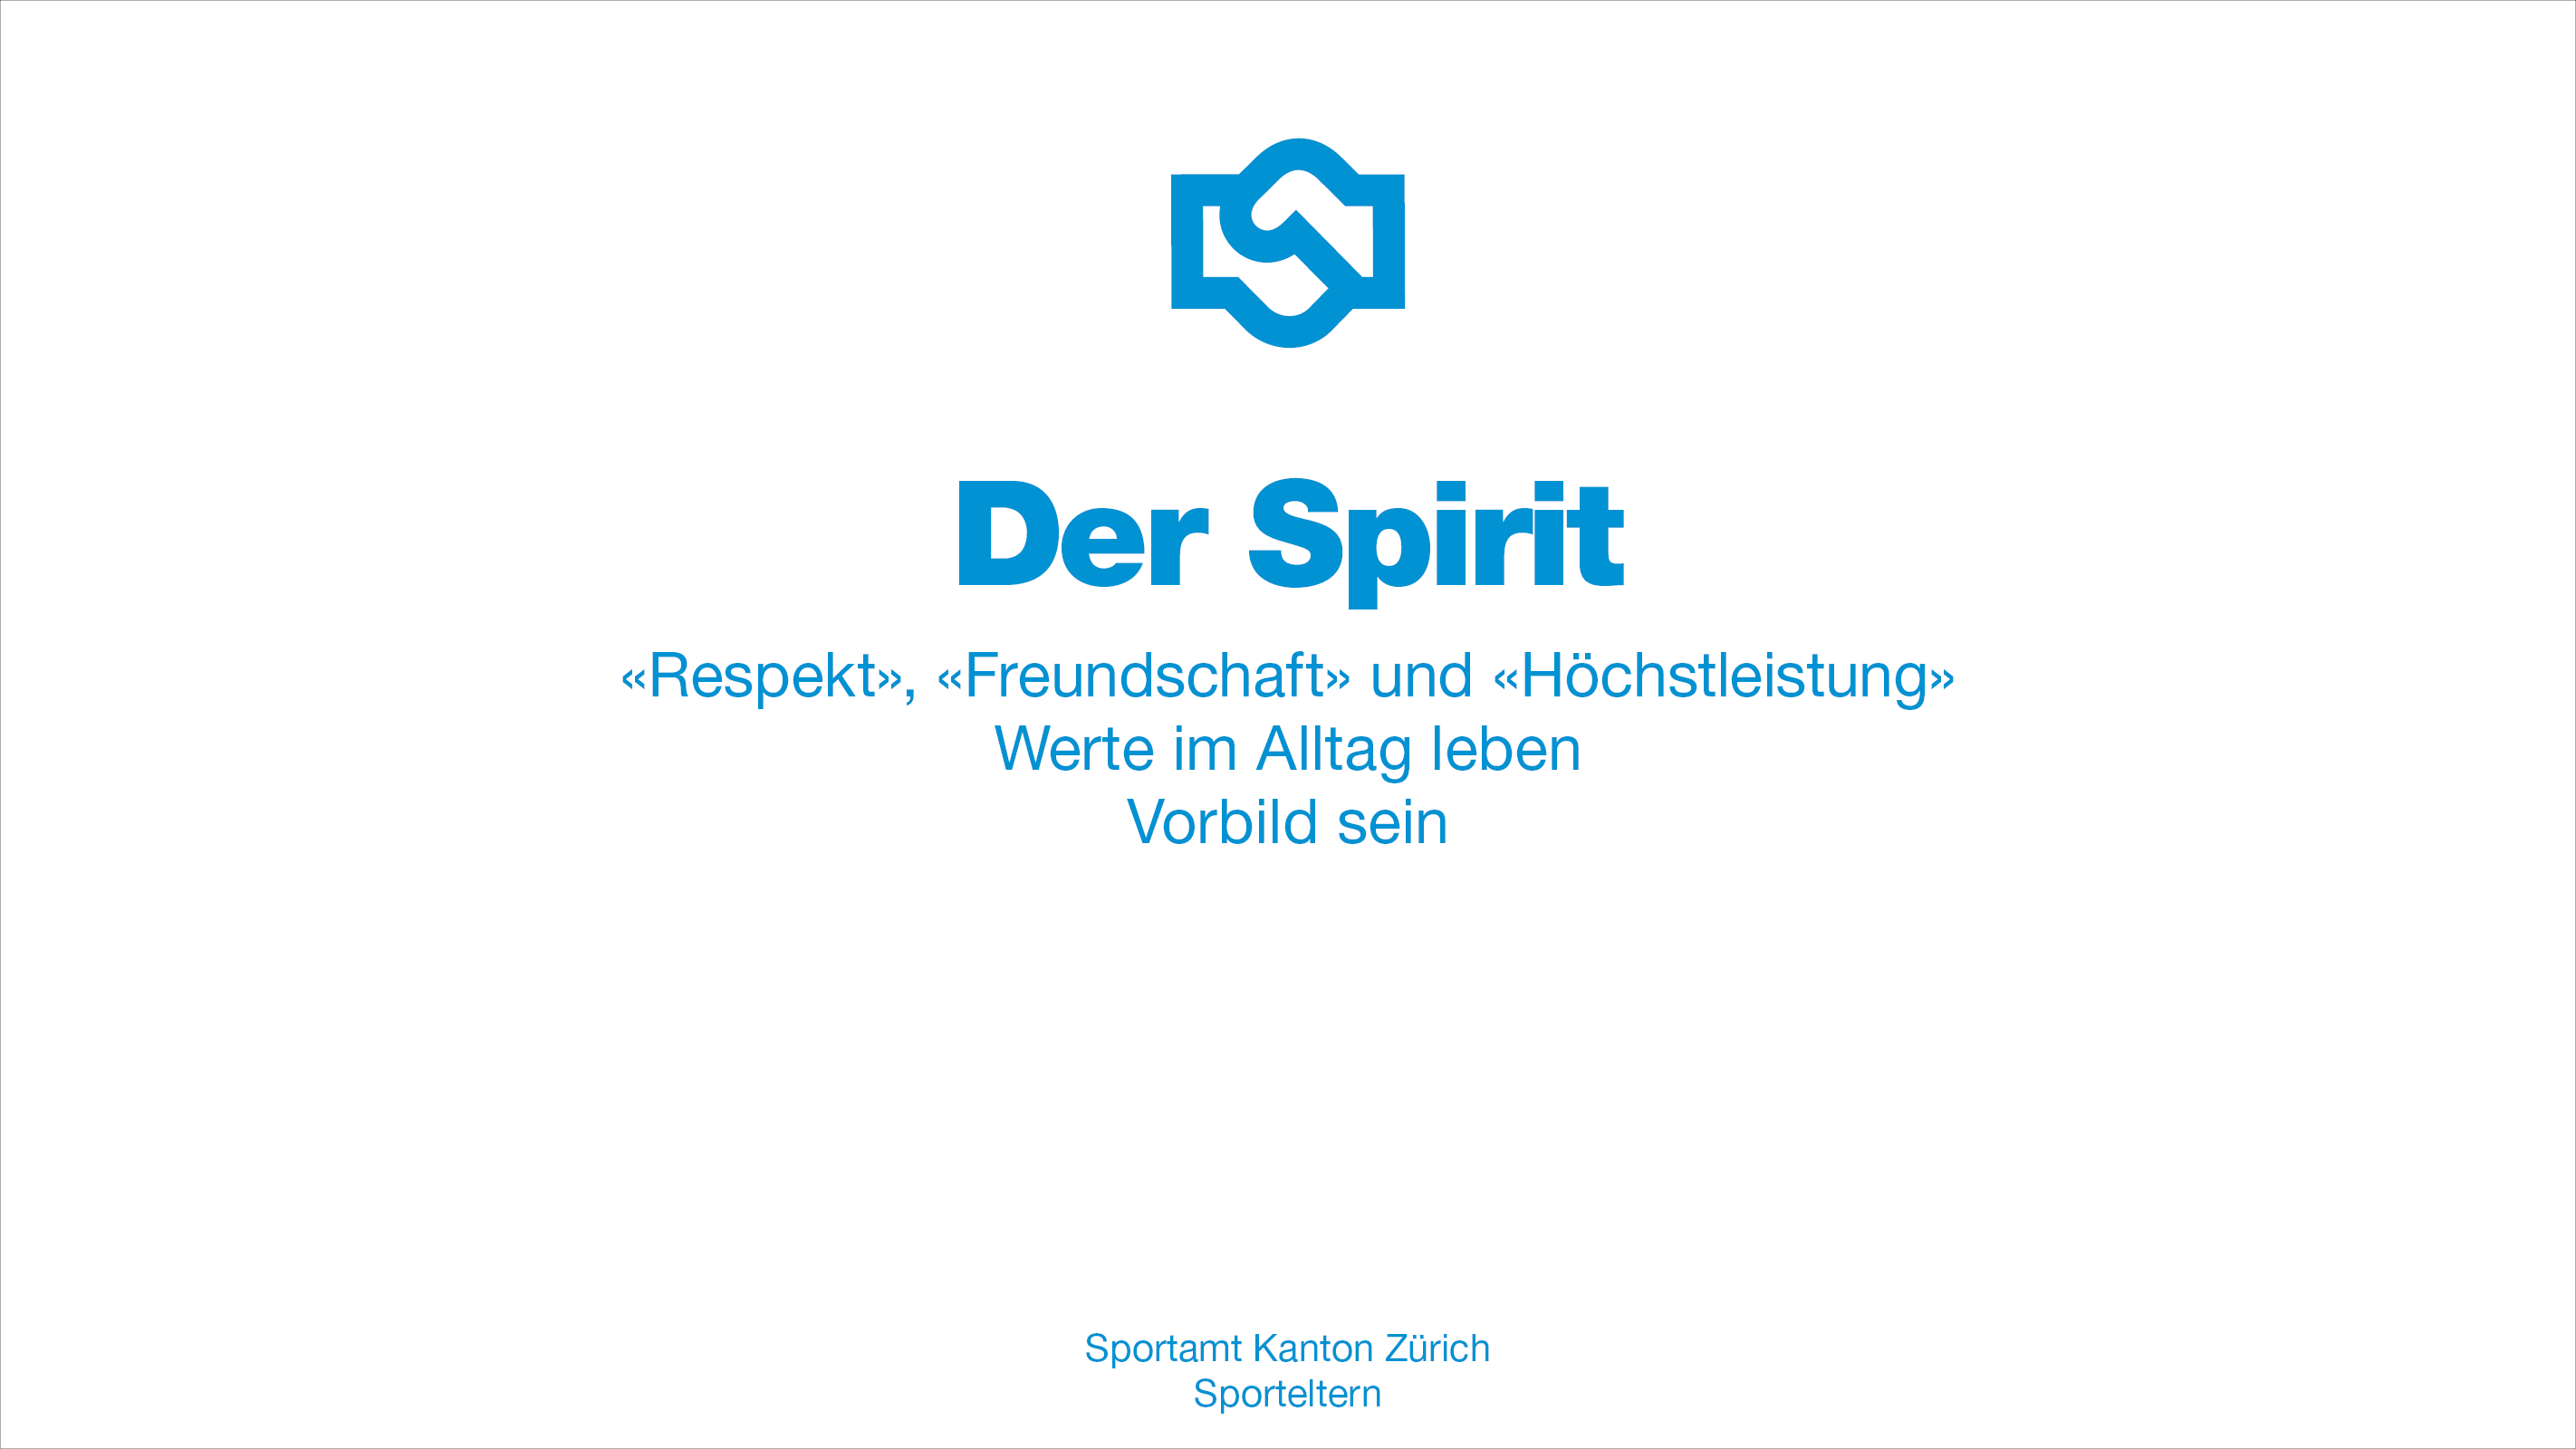 Der Spirit
«Respekt», «Freundschaft» und «Höchstleistung»
Werte im Alltag leben
Vorbild sein
Sportamt Kanton Zürich
Sporteltern